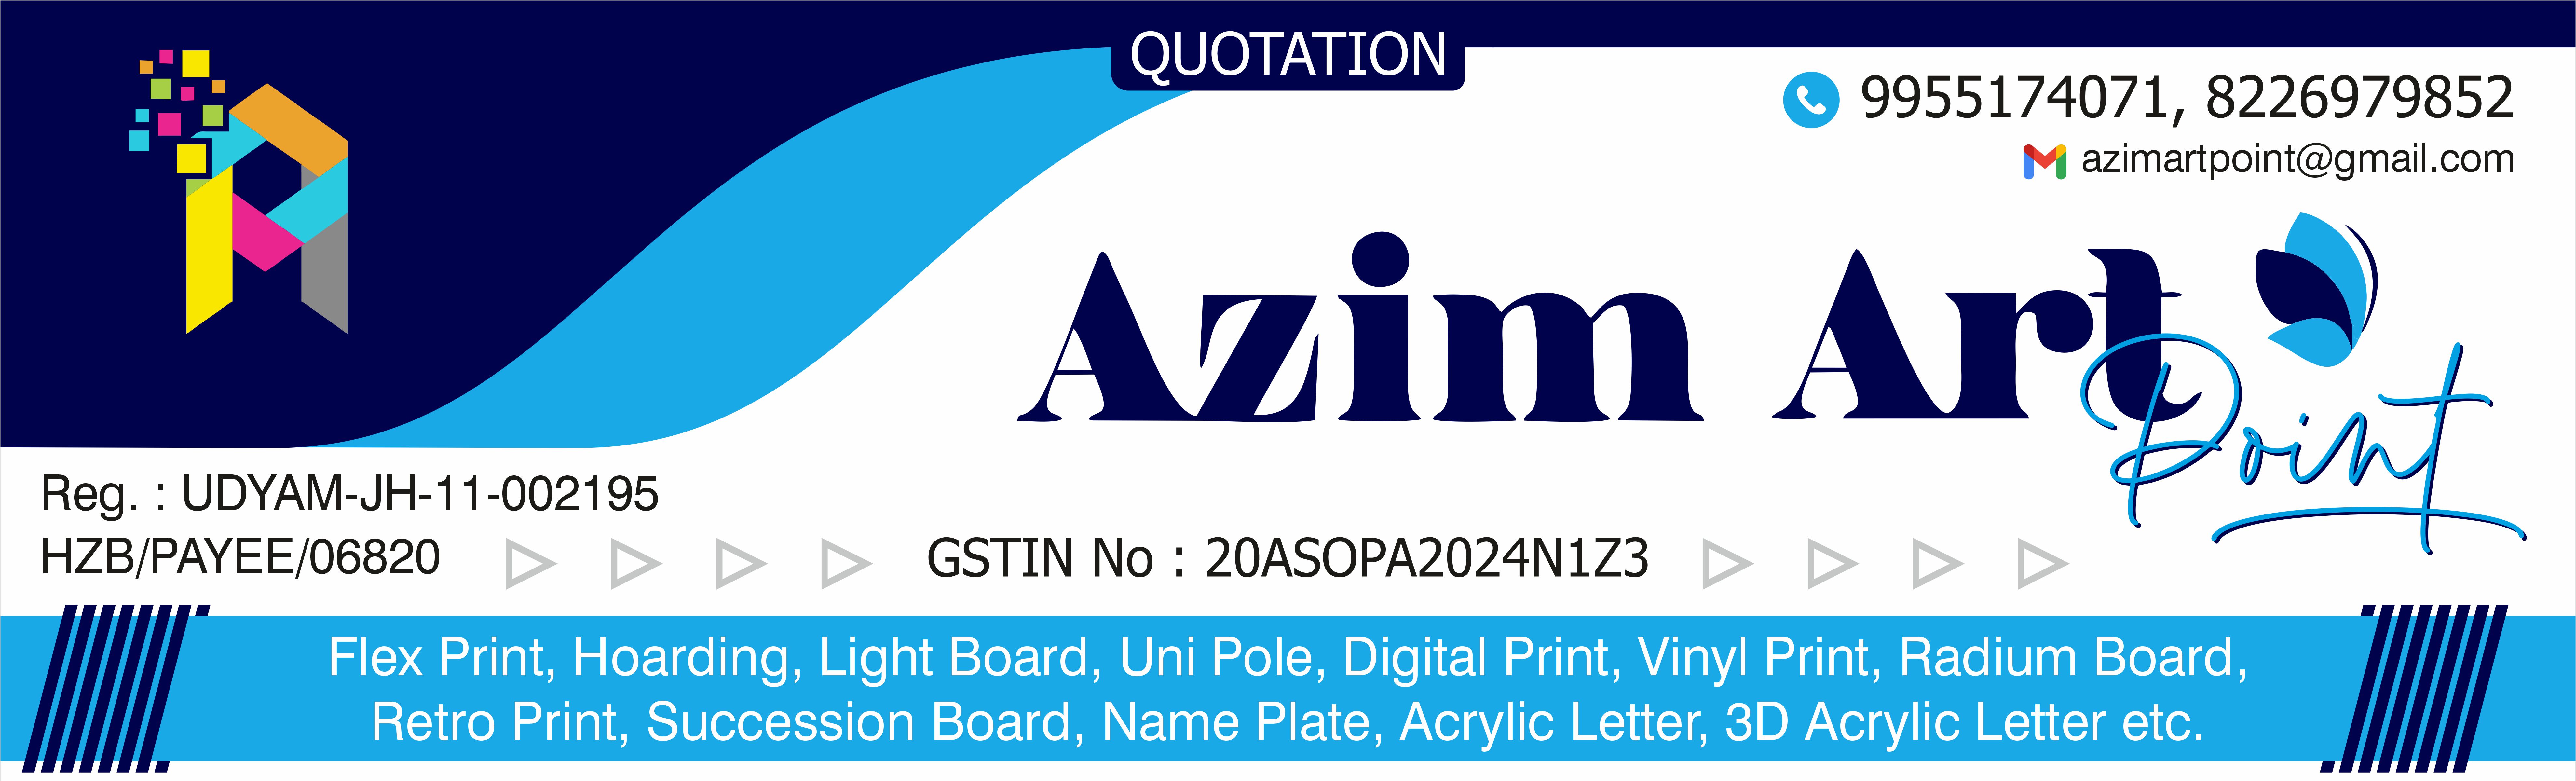 QUOTATION
9955174071, 8226979852
azimartpoint@gmail.com
Azim Art
Point
Reg. : UDYAM-JH-11-002195
HZB/PAYEE/06820
GSTIN No : 20ASOPA2024N1Z3
Flex Print, Hoarding, Light Board, Uni Pole, Digital Print, Vinyl Print, Radium Board,
Retro Print, Succession Board, Name Plate, Acrylic Letter, 3D Acrylic Letter etc.